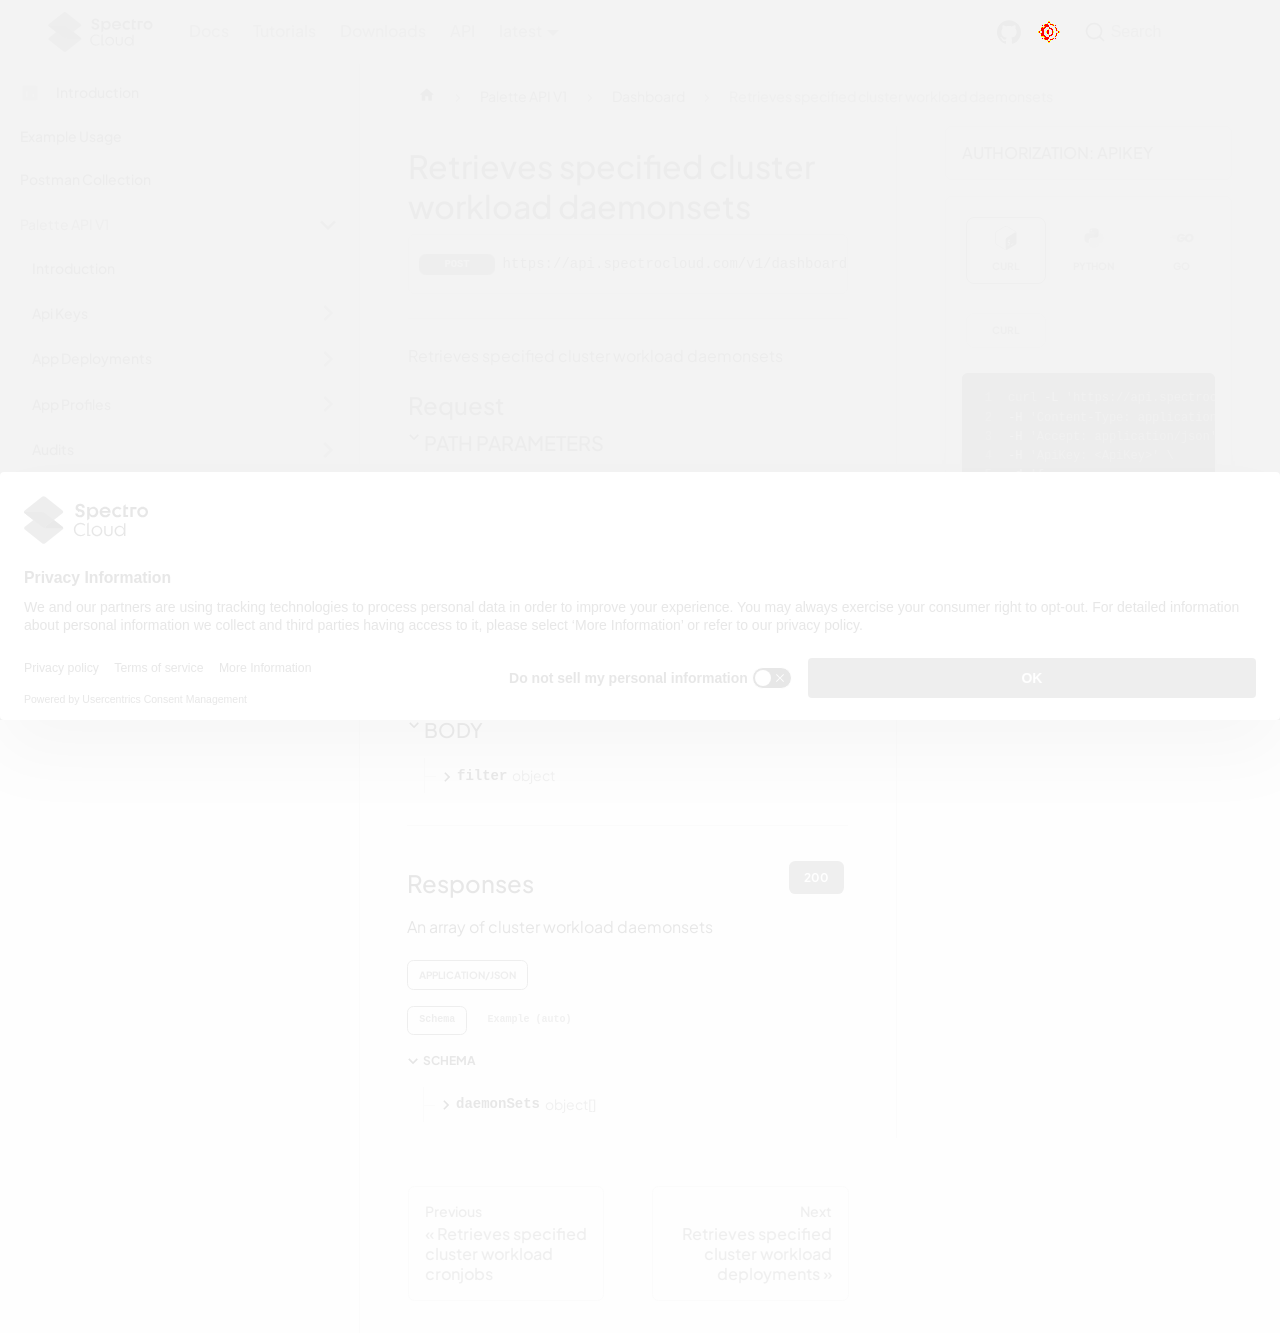 Spectro
Cloud
Docs Tutorials Downloads API latest
Search
Introduction
Palette API V1
Dashboard
Retrieves specified cluster workload daemonsets
Example Usage
Postman Collection
Palette API V1
Introduction
Api Keys
App Deployments
App Profiles
Audits
Retrieves specified cluster
workload daemonsets
https://api.spectrocloud.com/v1/dashboard
Retrieves specified cluster workload daemonsets
Request
PATH PARAMETERS
AUTHORIZATION: APIKEY
CURL PYTHON GO
CURL
Spectro
Cloud
Privacy Information
We and our partners are using tracking technologies to process personal data in order to improve your experience. You may always exercise your consumer right to opt-out. For detailed information
about personal information we collect and third parties having access to it, please select 'More Information' or refer to our privacy policy.
Privacy policy Terms of service More Information
Powered by Usercentrics Consent Management
Do not sell my personal information
OK
BODY
filter object
Responses
200
An array of cluster workload daemonsets
APPLICATION/JSON
Schema Example (auto)
SCHEMA
daemonSets object[]
Previous
« Retrieves specified
cluster workload
cronjobs
Next
Retrieves specified
cluster workload
deployments »